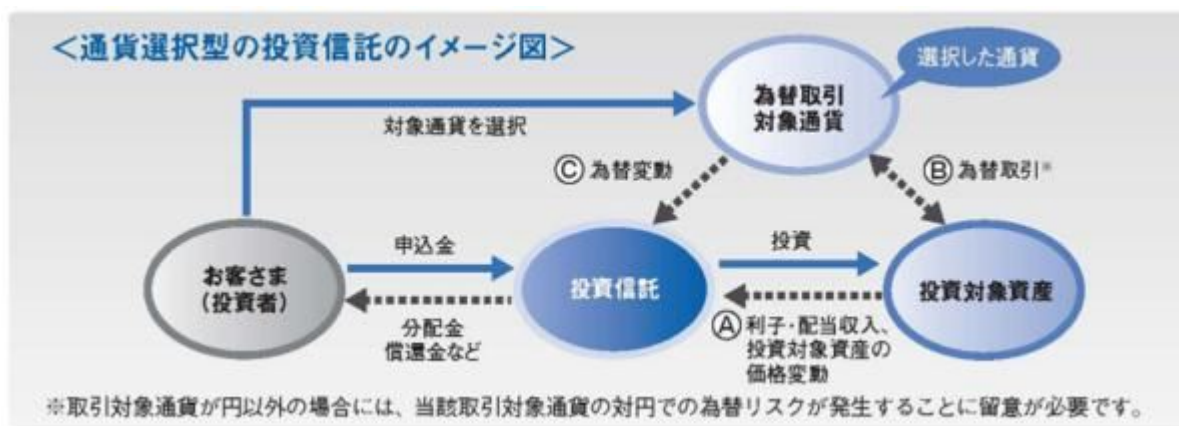 <通貨選択型の投資信託のイメージ図>
選択した通貨
為替取引
対象通貨
対象通貨を選択
Ⓒ 為替変動
Ⓑ 為替取引※
お客さま
(投資者)
申込金
投資信託
投資
投資対象資産
分配金
償還金など
Ⓐ 利子・配当収入、
投資対象資産の
価格変動
※取引対象通貨が円以外の場合には、当該取引対象通貨の対円での為替リスクが発生することに留意が必要です。